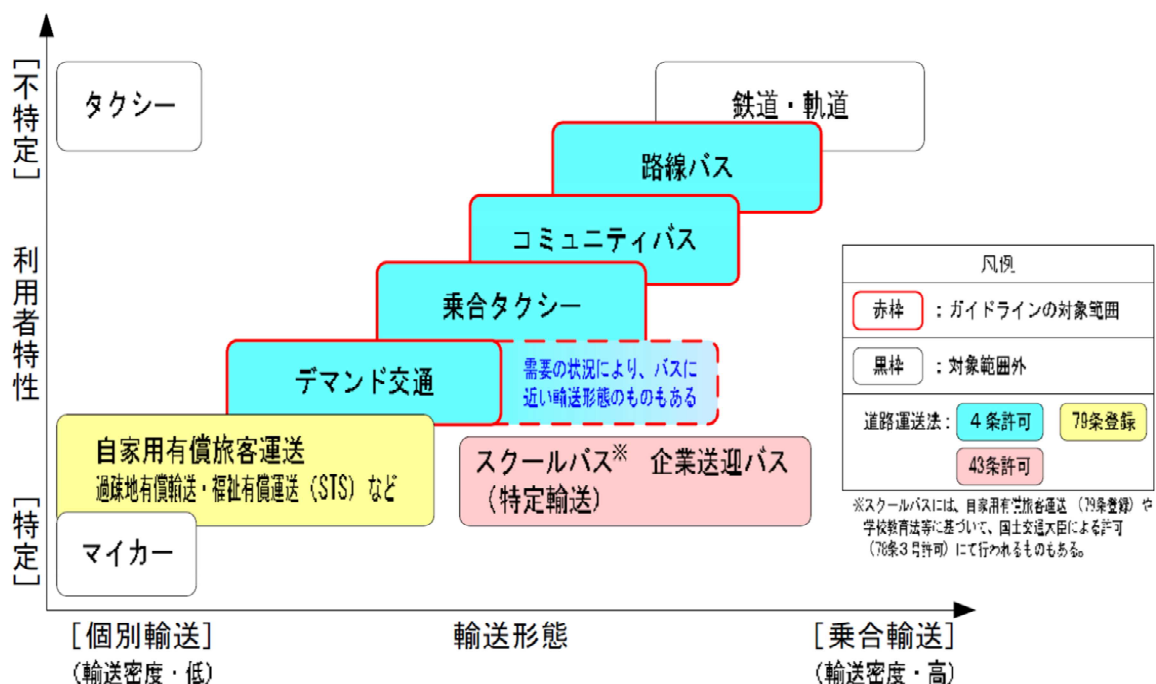 [不特定]
利用者特性
[特定]
タクシー
鉄道・軌道
路線バス
コミュニティバス
乗合タクシー
デマンド交通
需要の状況により、バスに
近い輸送形態のものもある
自家用有償旅客運送
過疎地有償輸送・福祉有償運送(STS)など
スクールバス※ 企業送迎バス
(特定輸送)
マイカー
[個別輸送]
(輸送密度・低)
輸送形態
[乗合輸送]
(輸送密度・高)
凡例
赤枠 :ガイドラインの対象範囲
黒枠 :対象範囲外
道路運送法: 4条許可 79条登録
43条許可
※スクールバスには、自家用有償旅客運送(79条登録)や
学校教育法等に基づいて、国土交通大臣による許可
(78条3号許可)にて行われるものもある。